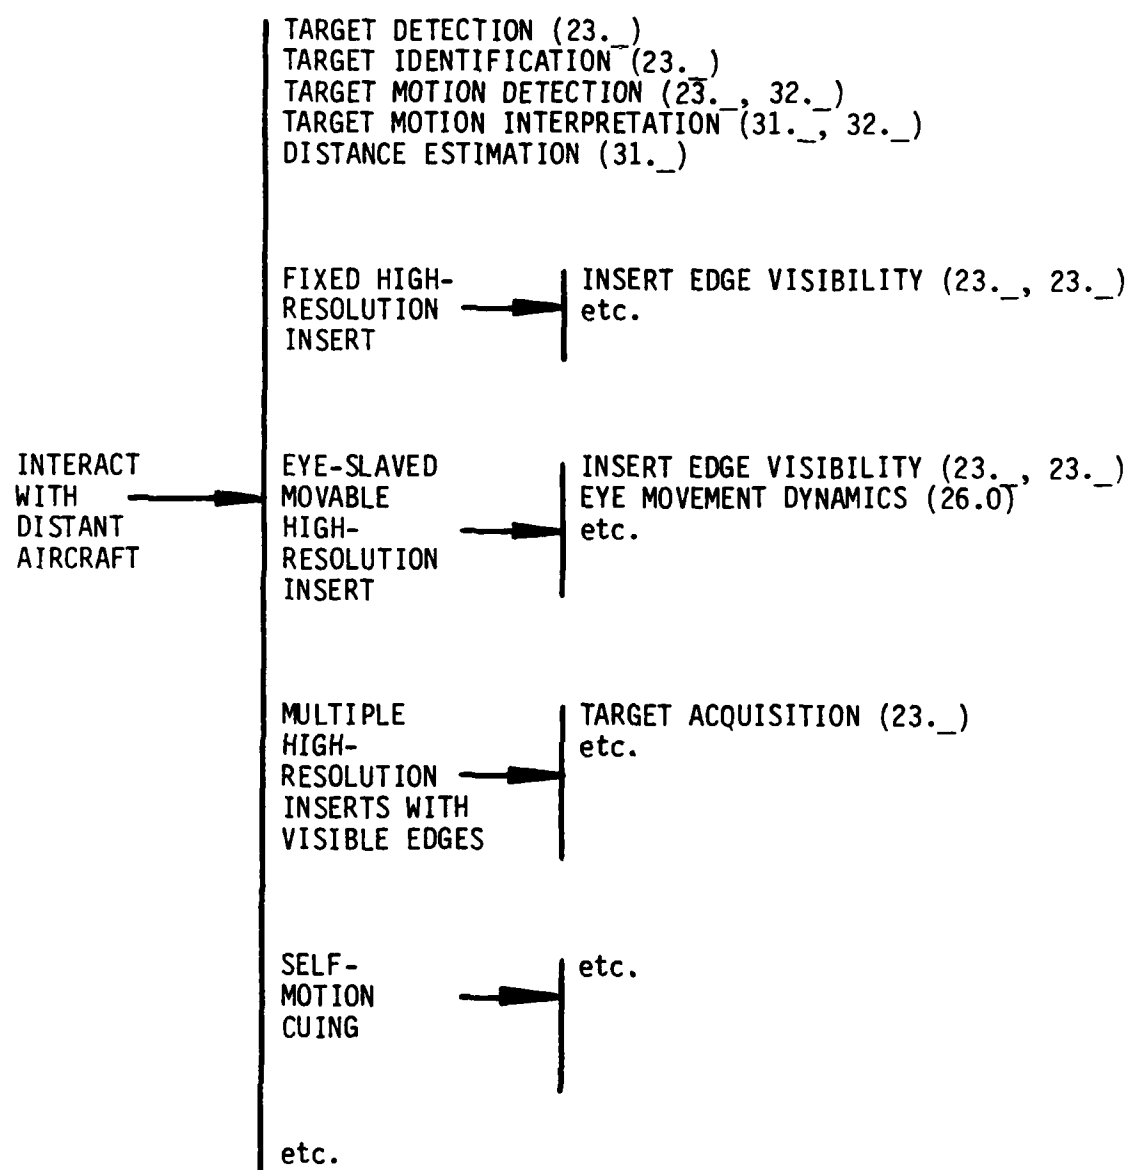 TARGET DETECTION (23._)
TARGET IDENTIFICATION (23._)
TARGET MOTION DETECTION (23._, 32._)
TARGET MOTION INTERPRETATION (31._, 32._)
DISTANCE ESTIMATION (31._)
FIXED HIGH-
RESOLUTION
INSERT
INSERT EDGE VISIBILITY (23._, 23._)
etc.
INTERACT
WITH
DISTANT
AIRCRAFT
EYE-SLAVED
MOVABLE
HIGH-
RESOLUTION
INSERT
INSERT EDGE VISIBILITY (23._, 23._)
EYE MOVEMENT DYNAMICS (26.0)
etc.
MULTIPLE
HIGH-
RESOLUTION
INSERTS WITH
VISIBLE EDGES
TARGET ACQUISITION (23._)
etc.
SELF-
MOTION
CUING
etc.
etc.